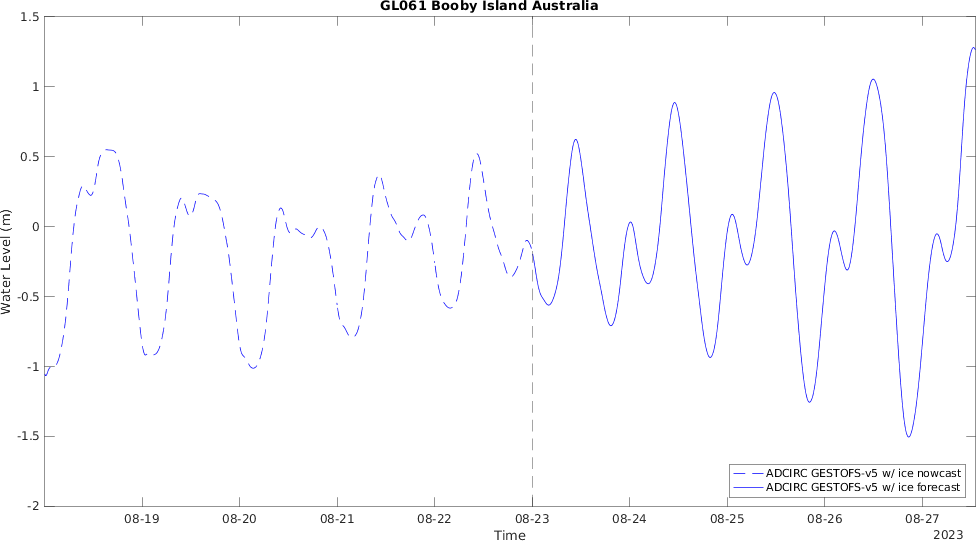 GL061 Booby Island Australia
1.5
1
0.5
0
-0.5
-1
-1.5
-2
Water Level (m)
ADCIRC GESTOFS-v5 w/ ice nowcast
ADCIRC GESTOFS-v5 w/ ice forecast
08-19 08-20 08-21 08-22 08-23 08-24 08-25 08-26 08-27
Time
2023